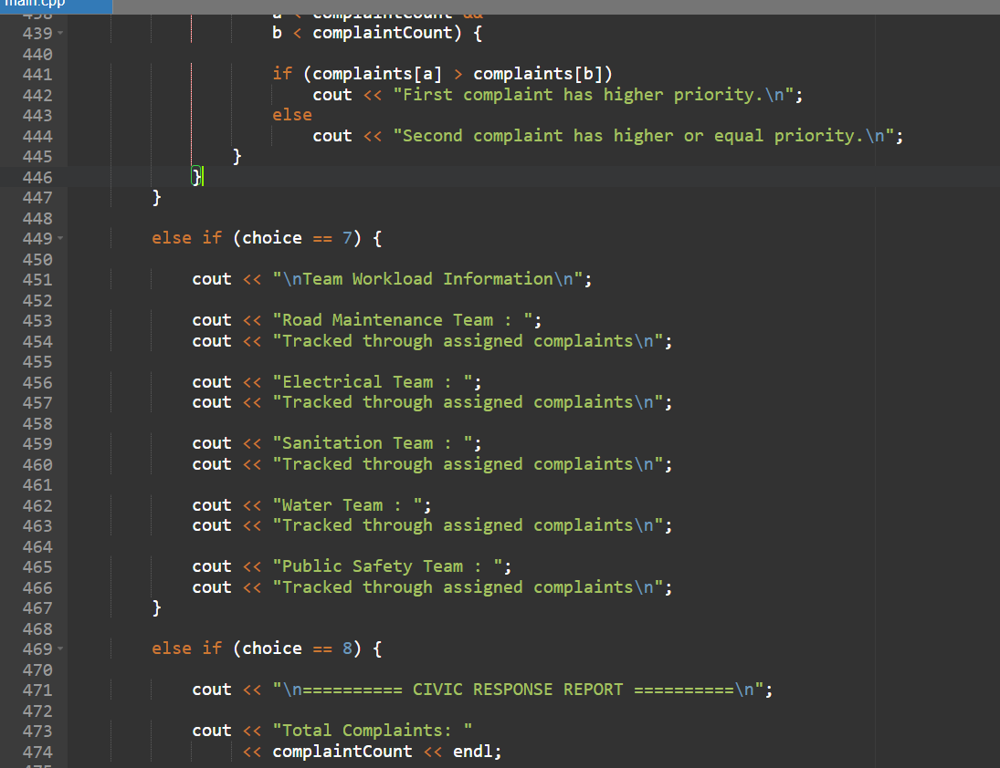 main.cpp
438 a < complaintCount &&
439 b < complaintCount) {
440
441 if (complaints[a] > complaints[b])
442 cout << "First complaint has higher priority.\n";
443 else
444 cout << "Second complaint has higher or equal priority.\n";
445 }
446 }
447 }
448
449 else if (choice == 7) {
450
451 cout << "\nTeam Workload Information\n";
452
453 cout << "Road Maintenance Team : ";
454 cout << "Tracked through assigned complaints\n";
455
456 cout << "Electrical Team : ";
457 cout << "Tracked through assigned complaints\n";
458
459 cout << "Sanitation Team : ";
460 cout << "Tracked through assigned complaints\n";
461
462 cout << "Water Team : ";
463 cout << "Tracked through assigned complaints\n";
464
465 cout << "Public Safety Team : ";
466 cout << "Tracked through assigned complaints\n";
467 }
468
469 else if (choice == 8) {
470
471 cout << "\n========== CIVIC RESPONSE REPORT ==========\n";
472
473 cout << "Total Complaints: "
474 << complaintCount << endl;